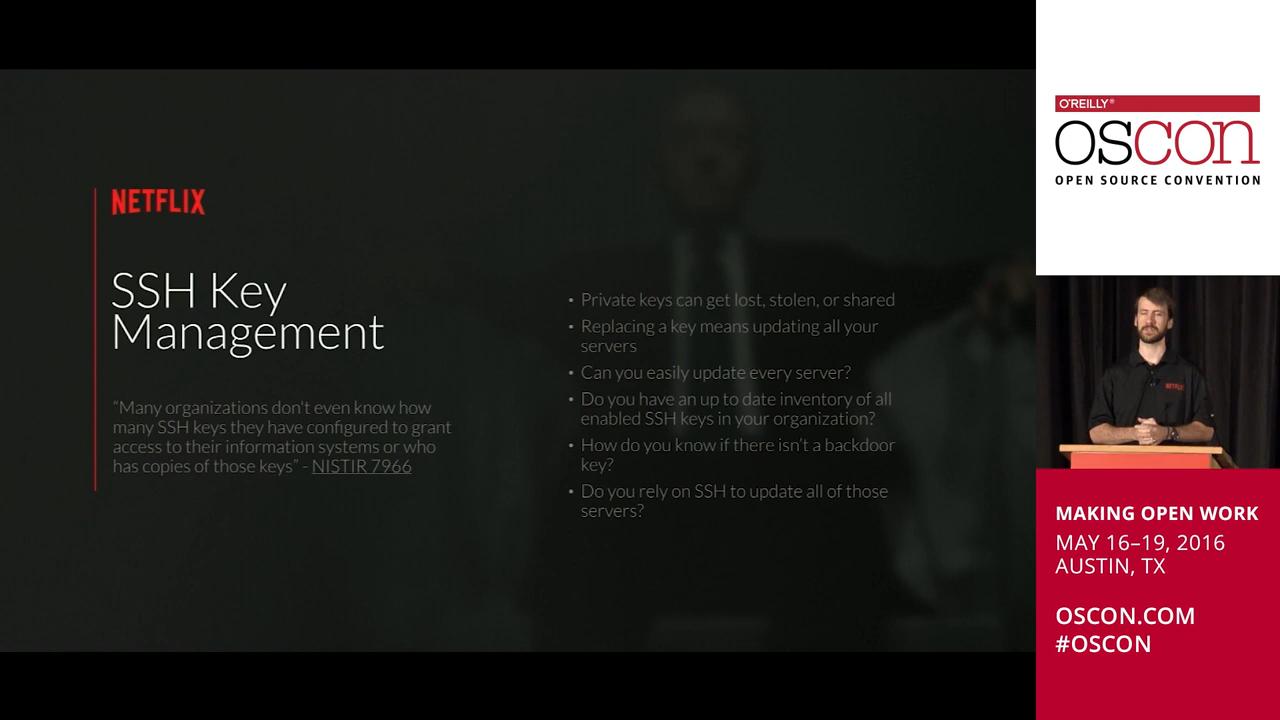 NETFLIX
SSH Key
Management
“Many organizations don't even know how
many SSH keys they have configured to grant
access to their information systems or who
has copies of those keys” - NISTIR 7966
• Private keys can get lost, stolen, or shared
• Replacing a key means updating all your
servers
• Can you easily update every server?
• Do you have an up to date inventory of all
enabled SSH keys in your organization?
• How do you know if there isn’t a backdoor
key?
• Do you rely on SSH to update all of those
servers?
O'REILLY®
OSCON
OPEN SOURCE CONVENTION
NETFLIX
MAKING OPEN WORK
MAY 16–19, 2016
AUSTIN, TX
OSCON.COM
#OSCON